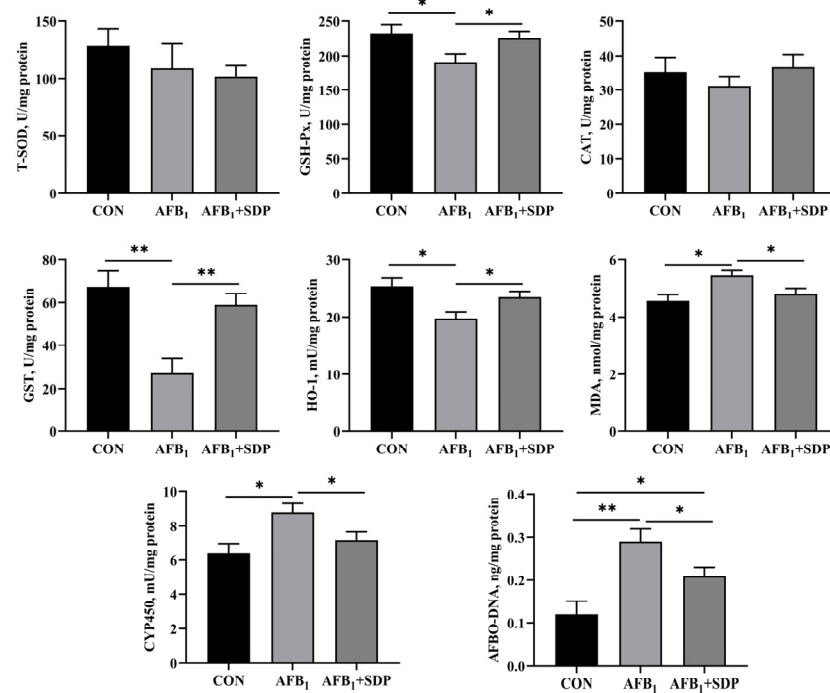 T-SOD, U/mg protein
150
100
50
0
CON AFB1 AFB1+SDP
GSH-Px, U/mg protein
250
200
150
100
50
0
* *
CON AFB1 AFB1+SDP
CAT, U/mg protein
50
40
30
20
10
0
CON AFB1 AFB1+SDP
GST, U/mg protein
80
60
40
20
0
** **
CON AFB1 AFB1+SDP
HO-1, mU/mg protein
30
20
10
0
* *
CON AFB1 AFB1+SDP
MDA, nmol/mg protein
6
4
2
0
* *
CON AFB1 AFB1+SDP
CYP450, mU/mg protein
10
8
6
4
2
0
* *
CON AFB1 AFB1+SDP
AFBO-DNA, ng/mg protein
0.4
0.3
0.2
0.1
0.0
*
** *
CON AFB1 AFB1+SDP